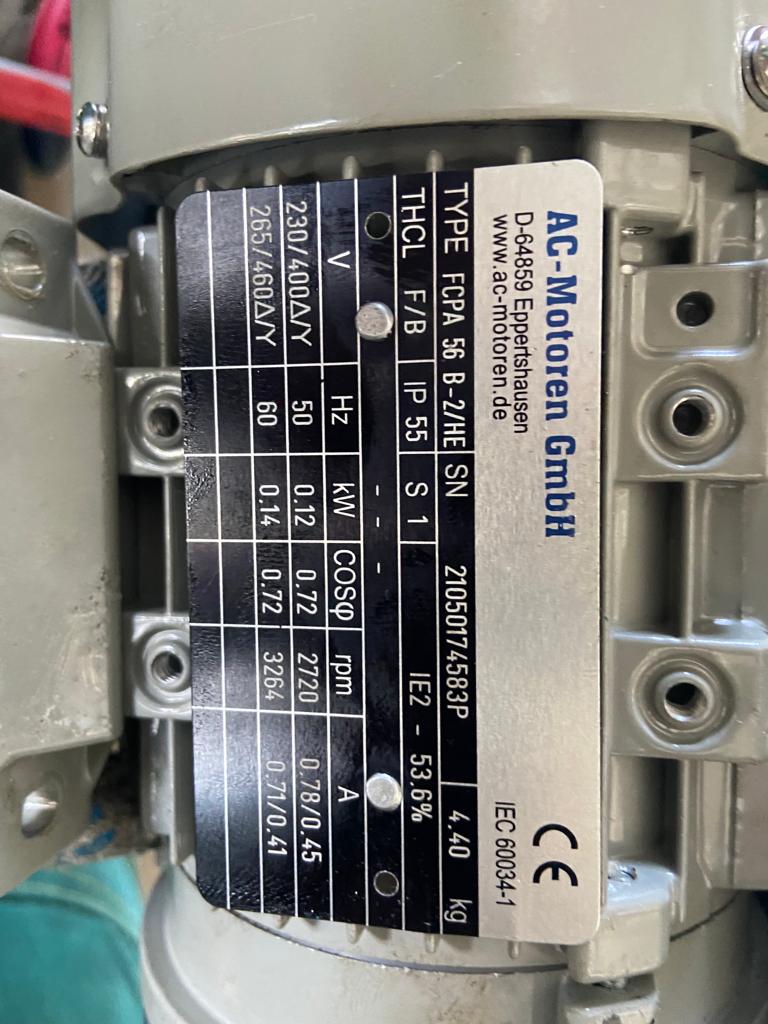 AC-Motoren GmbH
D-64859 Eppertshausen
www.ac-motoren.de
CE
IEC 60034-1
TYPE FCPA 56 B-2/HE SN 21050174583P 4.40 kg
THCL F/B IP 55 S 1 IE2 - 53.6%
- - -
V Hz kW COSφ rpm A
230/400Δ/Y 50 0.12 0.72 2720 0.78/0.45
265/460Δ/Y 60 0.14 0.72 3264 0.71/0.41